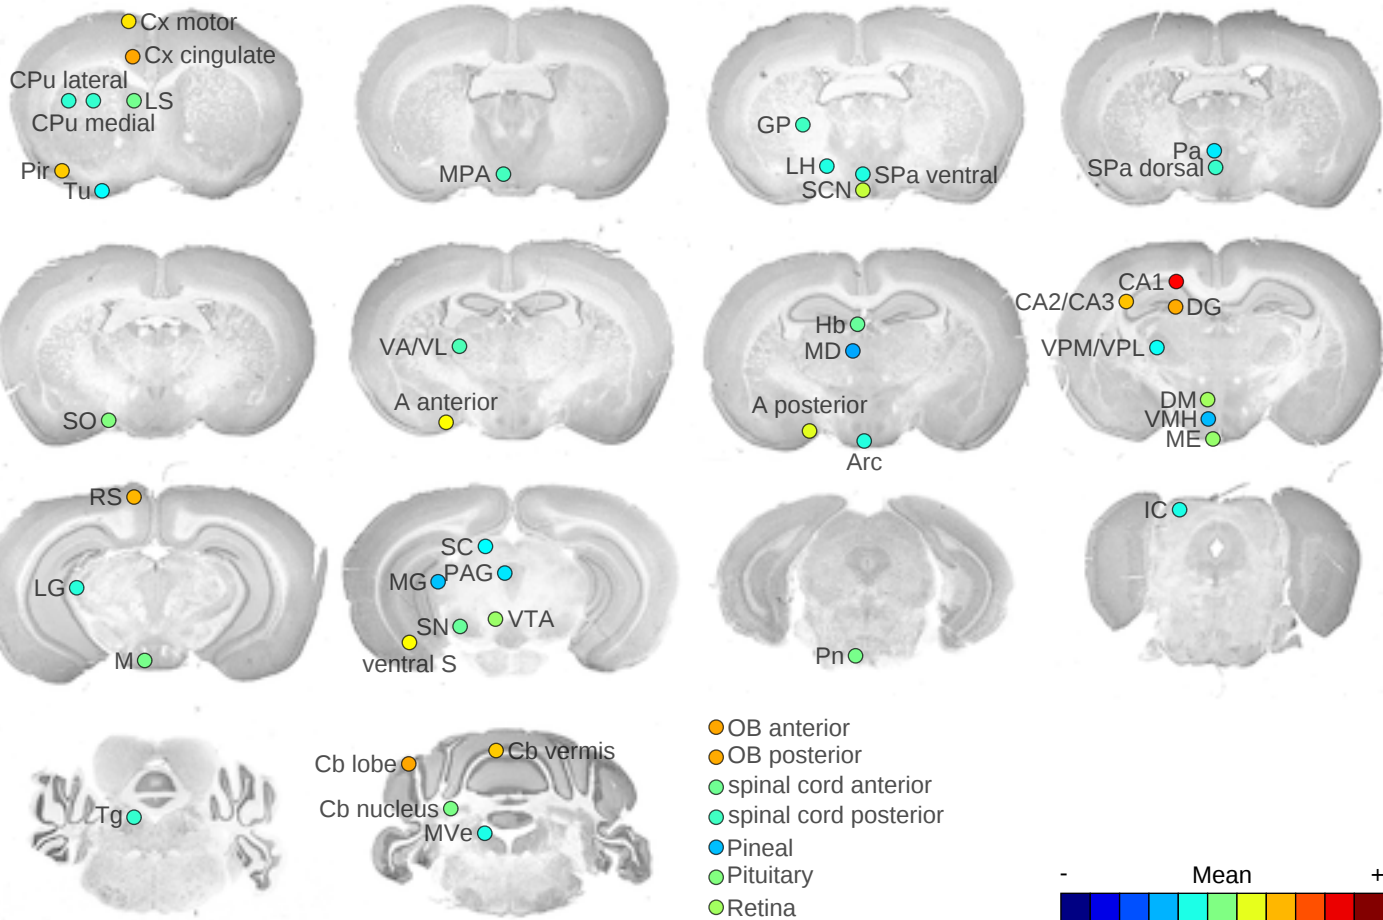 Cx motor
Cx cingulate
CPu lateral
LS
CPu medial
Pir
Tu
MPA
GP
LH
SPa ventral
SCN
Pa
SPa dorsal
SO
VA/VL
A anterior
Hb
MD
A posterior
Arc
CA1
CA2/CA3
DG
VPM/VPL
DM
VMH
ME
RS
LG
M
SC
MG
PAG
SN
VTA
ventral S
Pn
IC
Tg
Cb lobe
Cb vermis
Cb nucleus
MVe
OB anterior
OB posterior
spinal cord anterior
spinal cord posterior
Pineal
Pituitary
Retina
- Mean +